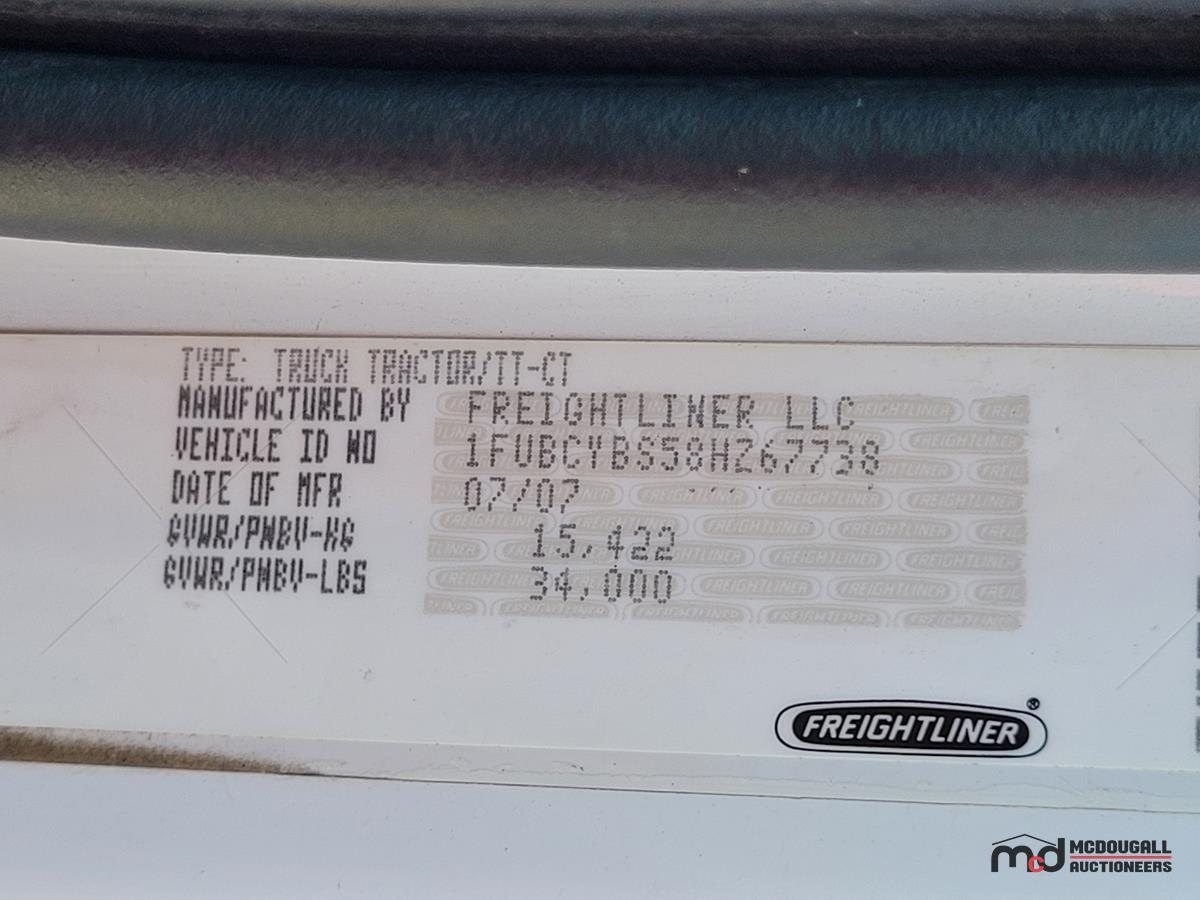 TYPE: TRUCK TRACTOR/TT-CT
MANUFACTURED BY FREIGHTLINER LLC
VEHICLE ID NO 1FUBCYBS58HZ67738
DATE OF MFR 07/07
GVWR/PNBV-KG 15,422
GVWR/PNBV-LBS 34,000
FREIGHTLINER®
mcd MCDOUGALL
AUCTIONEERS